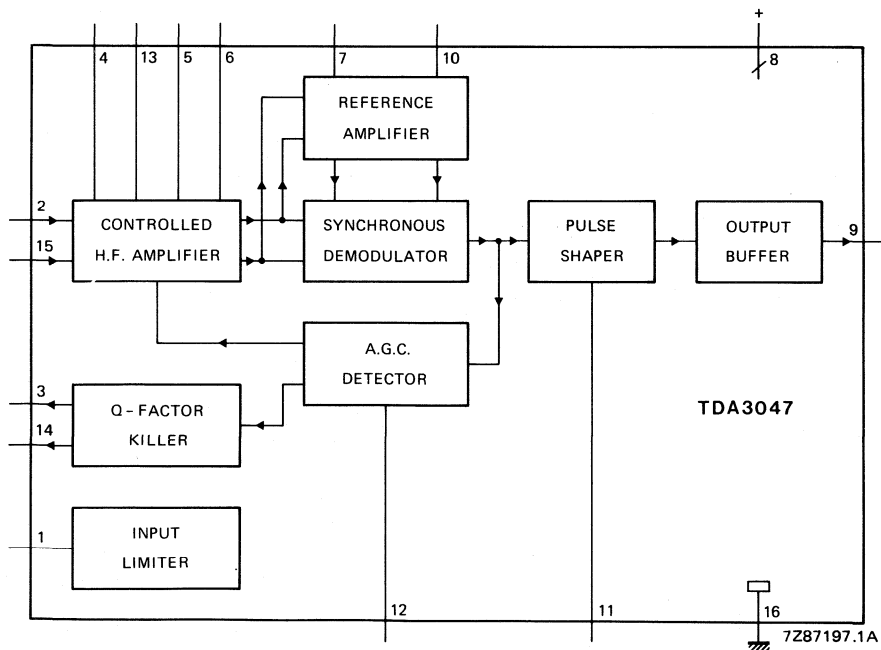 +
4 13 5 6 7 10 8
REFERENCE
AMPLIFIER
2
15
CONTROLLED
H.F. AMPLIFIER
SYNCHRONOUS
DEMODULATOR
PULSE
SHAPER
OUTPUT
BUFFER
9
A.G.C.
DETECTOR
3
14
Q-FACTOR
KILLER
TDA3047
1
INPUT
LIMITER
12 11 16
7Z87197.1A